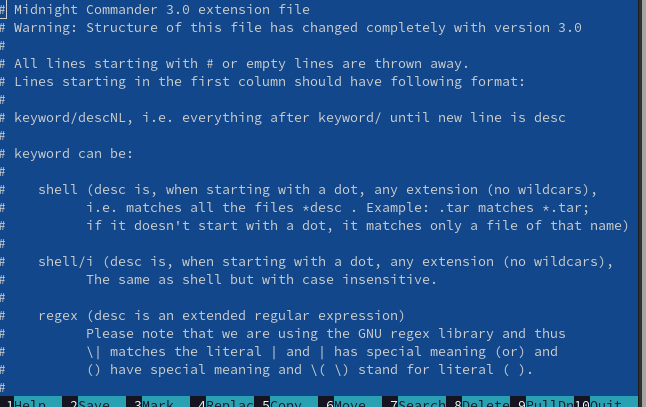 # Midnight Commander 3.0 extension file
# Warning: Structure of this file has changed completely with version 3.0
#
# All lines starting with # or empty lines are thrown away.
# Lines starting in the first column should have following format:
#
# keyword/descNL, i.e. everything after keyword/ until new line is desc
#
# keyword can be:
#
#    shell (desc is, when starting with a dot, any extension (no wildcars),
#          i.e. matches all the files *desc . Example: .tar matches *.tar;
#          if it doesn't start with a dot, it matches only a file of that name)
#
#    shell/i (desc is, when starting with a dot, any extension (no wildcars),
#          The same as shell but with case insensitive.
#
#    regex (desc is an extended regular expression)
#          Please note that we are using the GNU regex library and thus
#          \| matches the literal | and | has special meaning (or) and
#          () have special meaning and \( \) stand for literal ( ).
#
1Help 2Save 3Mark 4Replac 5Copy 6Move 7Search 8Delete 9PullDn 10Quit